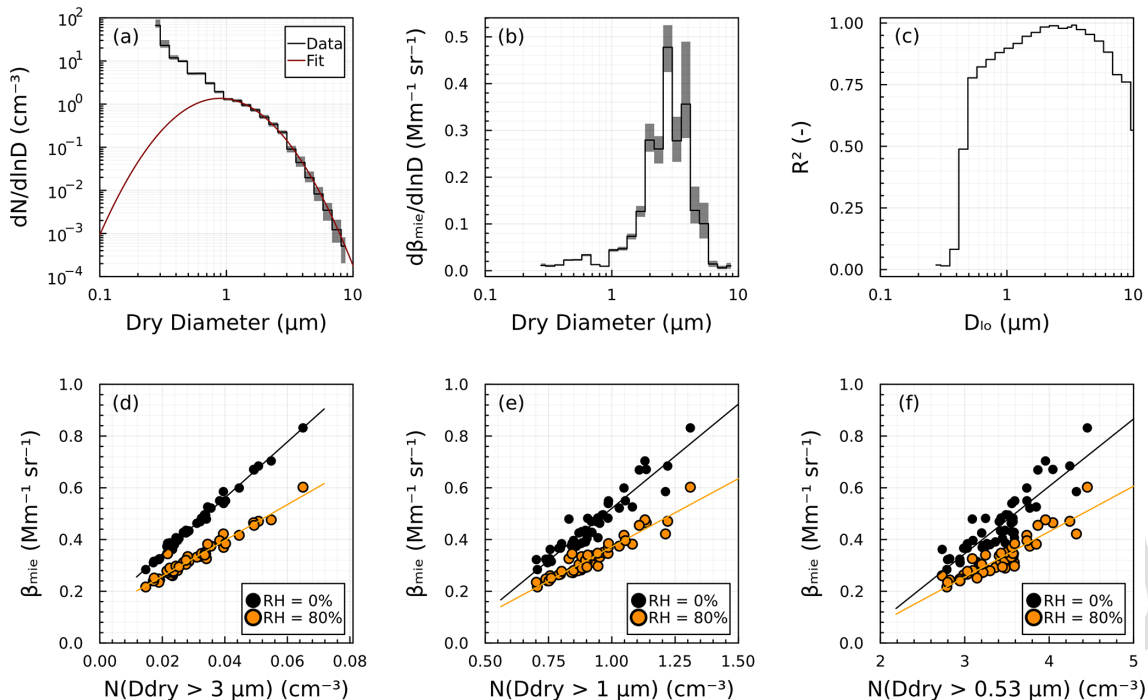 (a)
Data
Fit
dN/dlnD (cm⁻³)
10²
10¹
10⁰
10⁻¹
10⁻²
10⁻³
10⁻⁴
0.1
1
10
Dry Diameter (μm)
(b)
dβₘᵢₑ/dlnD (Mm⁻¹ sr⁻¹)
0.5
0.4
0.3
0.2
0.1
0.0
0.1
1
10
Dry Diameter (μm)
(c)
R² (-)
1.00
0.75
0.50
0.25
0.00
0.1
1
10
Dₗₒ (μm)
(d)
βₘᵢₑ (Mm⁻¹ sr⁻¹)
1.0
0.8
0.6
0.4
0.2
0.0
RH = 0%
RH = 80%
0.00
0.02
0.04
0.06
0.08
N(Ddry > 3 μm) (cm⁻³)
(e)
βₘᵢₑ (Mm⁻¹ sr⁻¹)
1.0
0.8
0.6
0.4
0.2
0.0
RH = 0%
RH = 80%
0.50
0.75
1.00
1.25
1.50
N(Ddry > 1 μm) (cm⁻³)
(f)
βₘᵢₑ (Mm⁻¹ sr⁻¹)
1.0
0.8
0.6
0.4
0.2
0.0
RH = 0%
RH = 80%
2
3
4
5
N(Ddry > 0.53 μm) (cm⁻³)